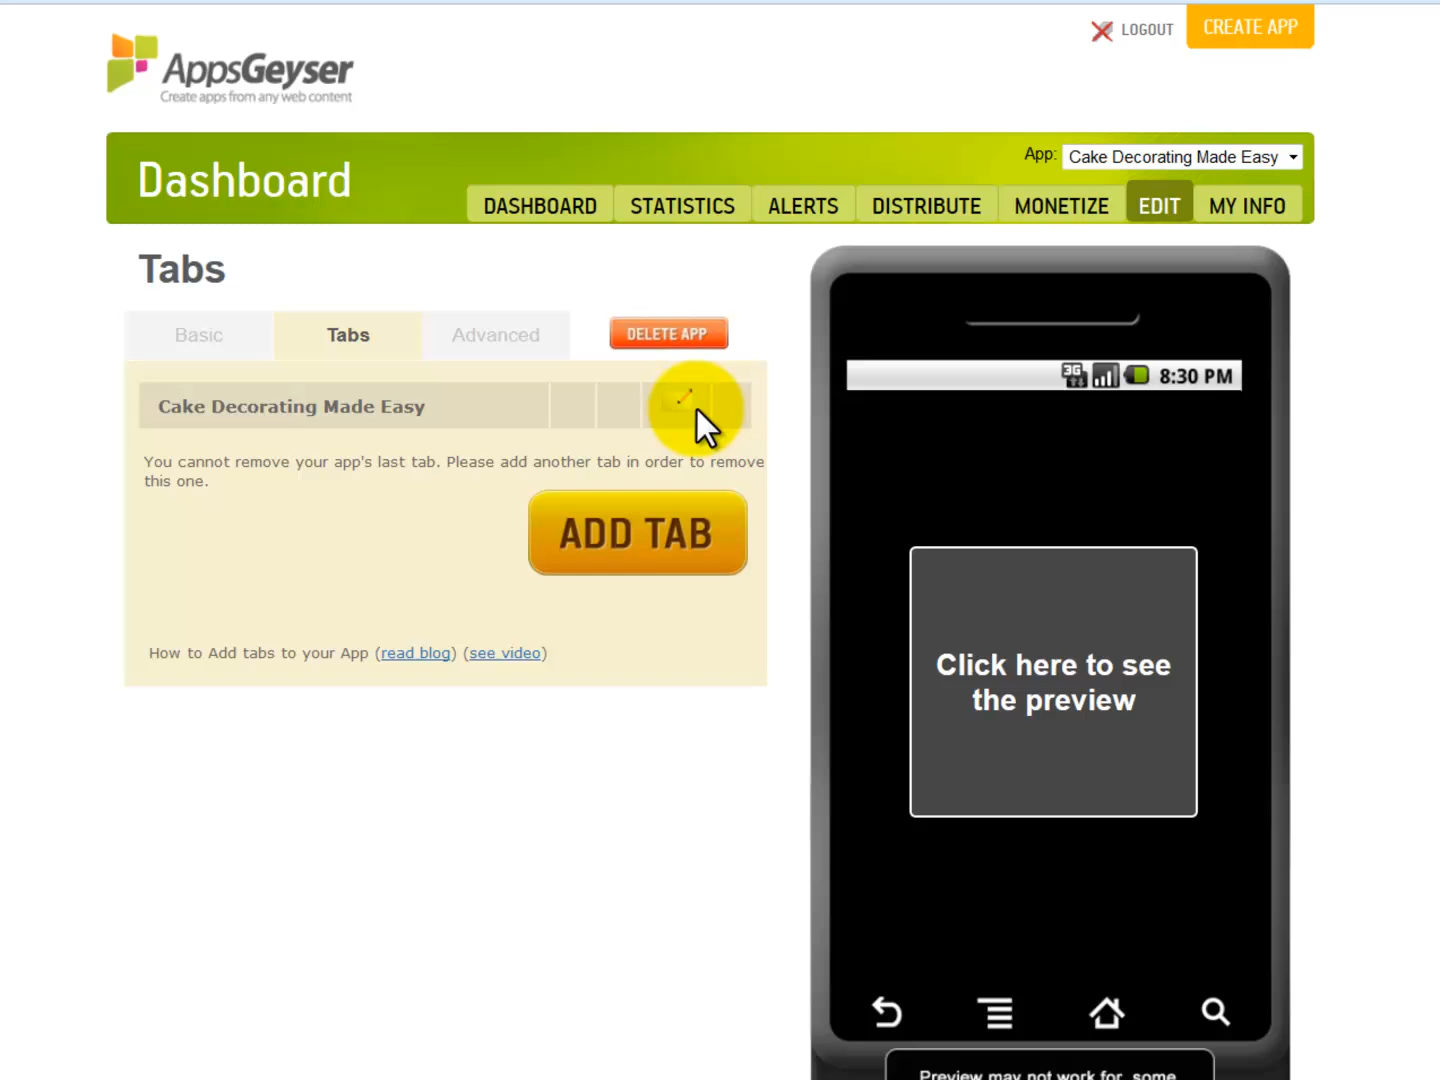 LOGOUT
CREATE APP
AppsGeyser
Create apps from any web content
Dashboard
App: Cake Decorating Made Easy
DASHBOARD STATISTICS ALERTS DISTRIBUTE MONETIZE EDIT MY INFO
Tabs
Basic Tabs Advanced DELETE APP
Cake Decorating Made Easy
You cannot remove your app's last tab. Please add another tab in order to remove
this one.
ADD TAB
How to Add tabs to your App (read blog) (see video)
3G 8:30 PM
Click here to see
the preview
Preview may not work for some